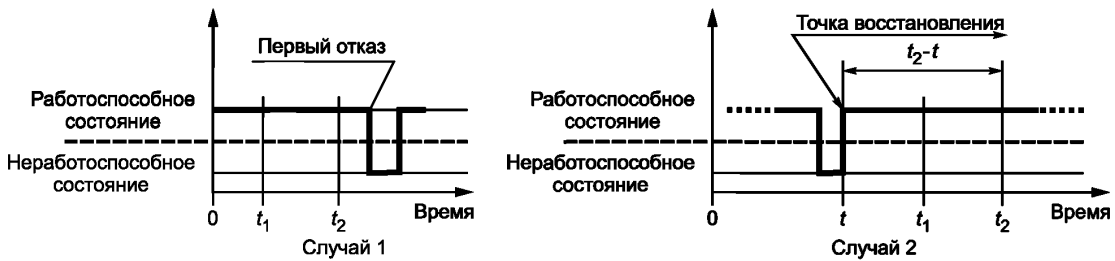 Первый отказ
Работоспособное
состояние
Неработоспособное
состояние
0
t1
t2
Время
Случай 1
Точка восстановления
t2-t
Работоспособное
состояние
Неработоспособное
состояние
0
t
t1
t2
Время
Случай 2